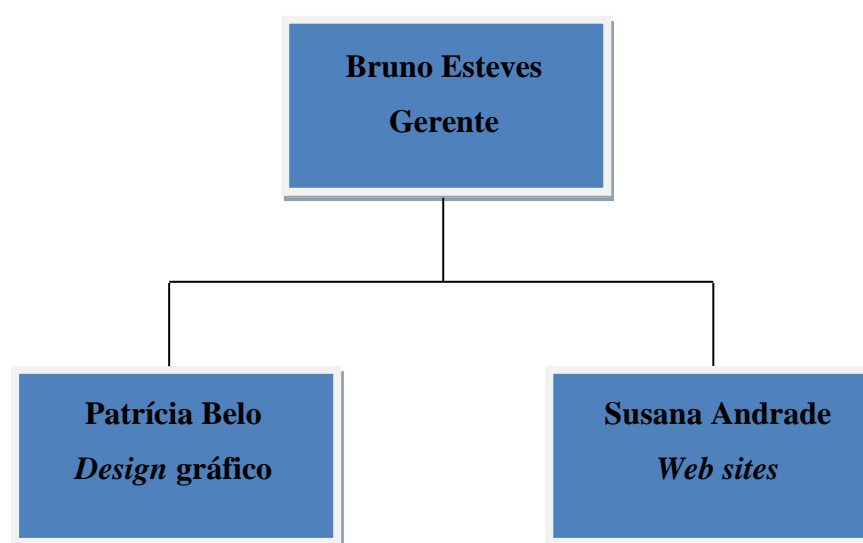 Bruno Esteves
Gerente
Patrícia Belo
Design gráfico
Susana Andrade
Web sites